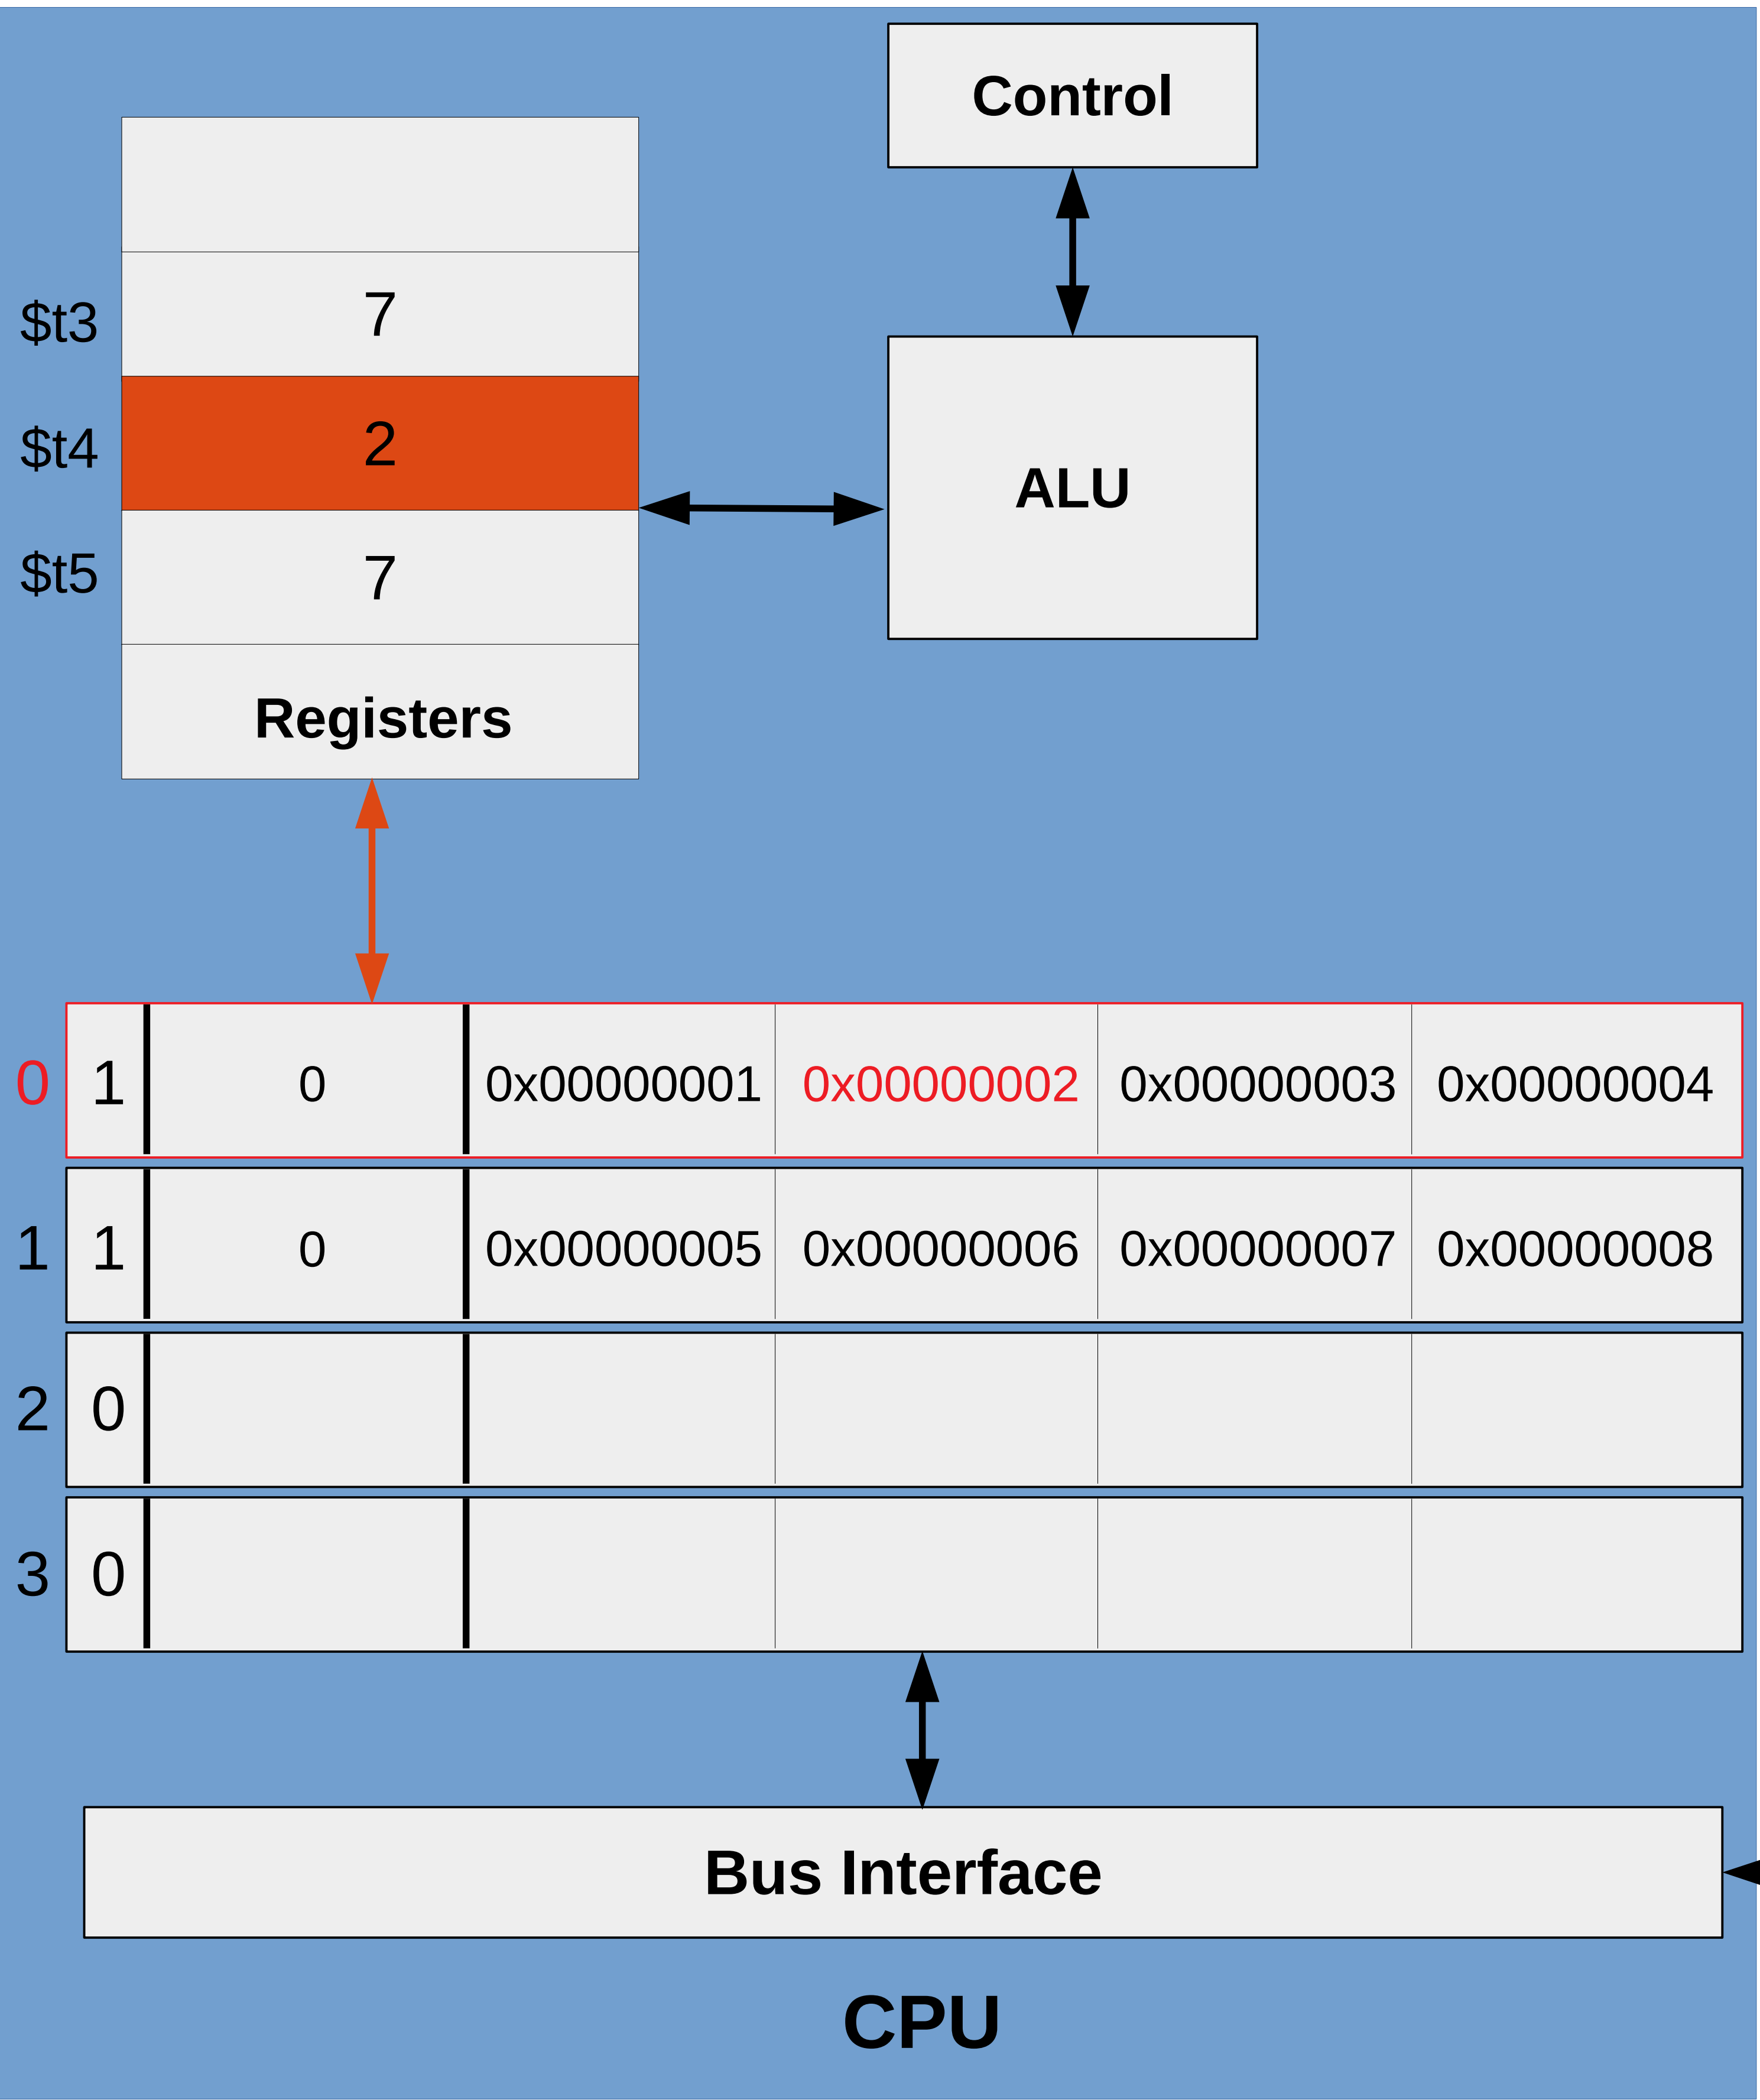 Control
$t3 7
$t4 2
ALU
$t5 7
Registers
0 1 0 0x00000001 0x00000002 0x00000003 0x00000004
1 1 0 0x00000005 0x00000006 0x00000007 0x00000008
2 0
3 0
Bus Interface
CPU